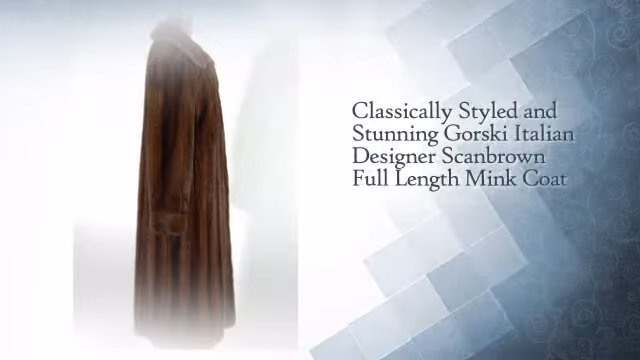 Classically Styled and
Stunning Gorski Italian
Designer Scanbrown
Full Length Mink Coat